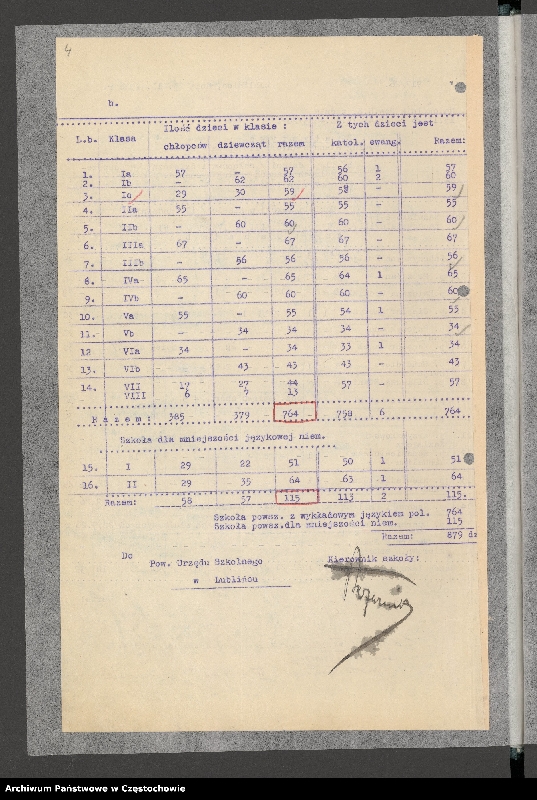 4
h.
Ilość dzieci w klasie : Z tych dzieci jest
L.b. Klasa chłopców dziewcząt razem katol. ewang. Razem:
1. Ia 57 – 57 56 1 57
2. Ib – 62 62 60 2 60
3. Ic 29 30 59 58 – 59
4. IIa 55 – 55 55 – 55
5. IIb – 60 60 60 – 60
6. IIIa 67 – 67 67 – 67
7. IIIb – 56 56 56 – 56
8. IVa 65 – 65 64 1 65
9. IVb – 60 60 60 – 60
10. Va 55 – 55 54 1 55
11. Vb – 34 34 34 – 34
12 VIa 34 – 34 33 1 34
13. VIb – 43 43 43 – 43
14. VII 17 27 44 57 – 57
VIII 6 7 13
Razem: 385 379 764 758 6 764
Szkoła dla mniejszości językowej niem.
15. I 29 22 51 50 1 51
16. II 29 35 64 63 1 64
Razem: 58 57 115 113 2 115.
Szkoła powsz. z wykładowym językiem pol. 764
Szkoła powsz.dla mniejszości niem. 115
Razem: 879 dz
Do Kierownik szkoły:
Pow. Urzędu Szkolnego
w Lublińcu
Archiwum Państwowe w Częstochowie